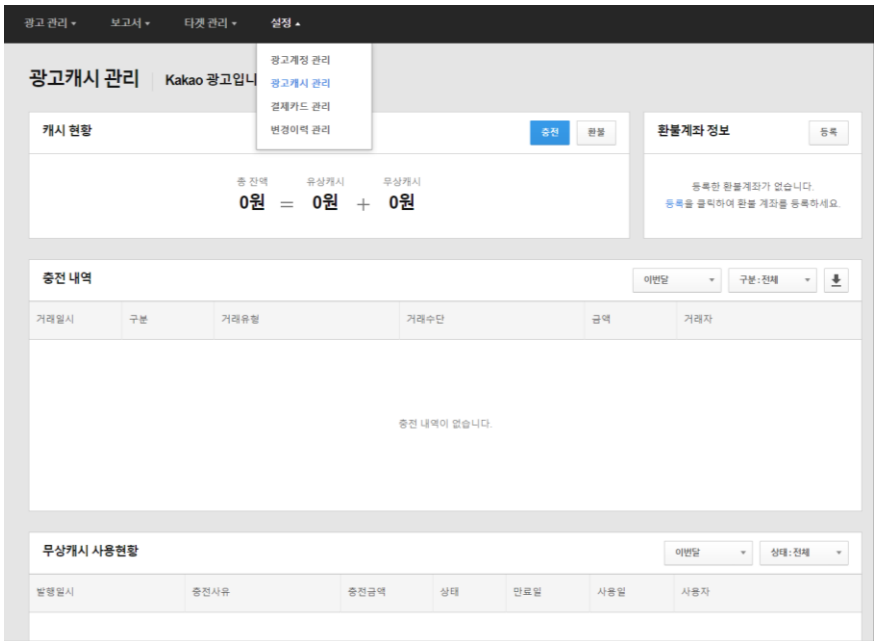 광고 관리 보고서 타겟 관리 설정
광고계정 관리
광고캐시 관리
결제카드 관리
변경이력 관리
광고캐시 관리 Kakao 광고입니
캐시 현황 충전 환불
총 잔액 유상캐시 무상캐시
0원 = 0원 + 0원
환불계좌 정보 등록
등록한 환불계좌가 없습니다.
등록을 클릭하여 환불 계좌를 등록하세요.
충전 내역 이번달 구분 : 전체
거래일시 구분 거래유형 거래수단 금액 거래자
충전 내역이 없습니다.
무상캐시 사용현황 이번달 상태 : 전체
발행일시 충전사유 충전금액 상태 만료일 사용일 사용자